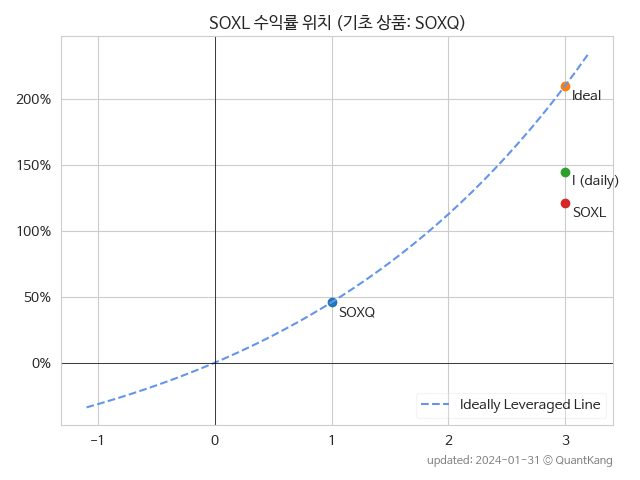 SOXL 수익률 위치 (기초 상품: SOXQ)
200%
150%
100%
50%
0%
Ideal
I (daily)
SOXL
SOXQ
Ideally Leveraged Line
−1
0
1
2
3
updated: 2024-01-31 © QuantKang